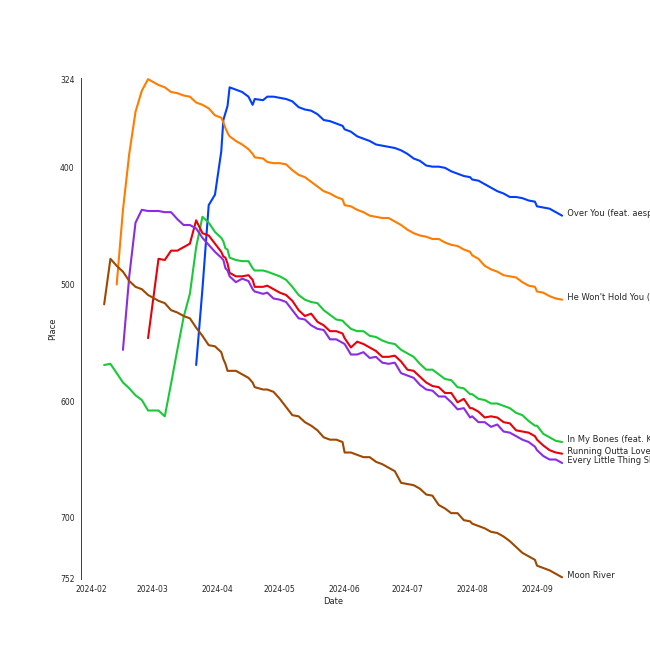 324
400
500
600
700
752
Place
2024-02
2024-03
2024-04
2024-05
2024-06
2024-07
2024-08
2024-09
Date
Over You (feat. aesp
He Won't Hold You (
In My Bones (feat. K
Running Outta Love
Every Little Thing S
Moon River